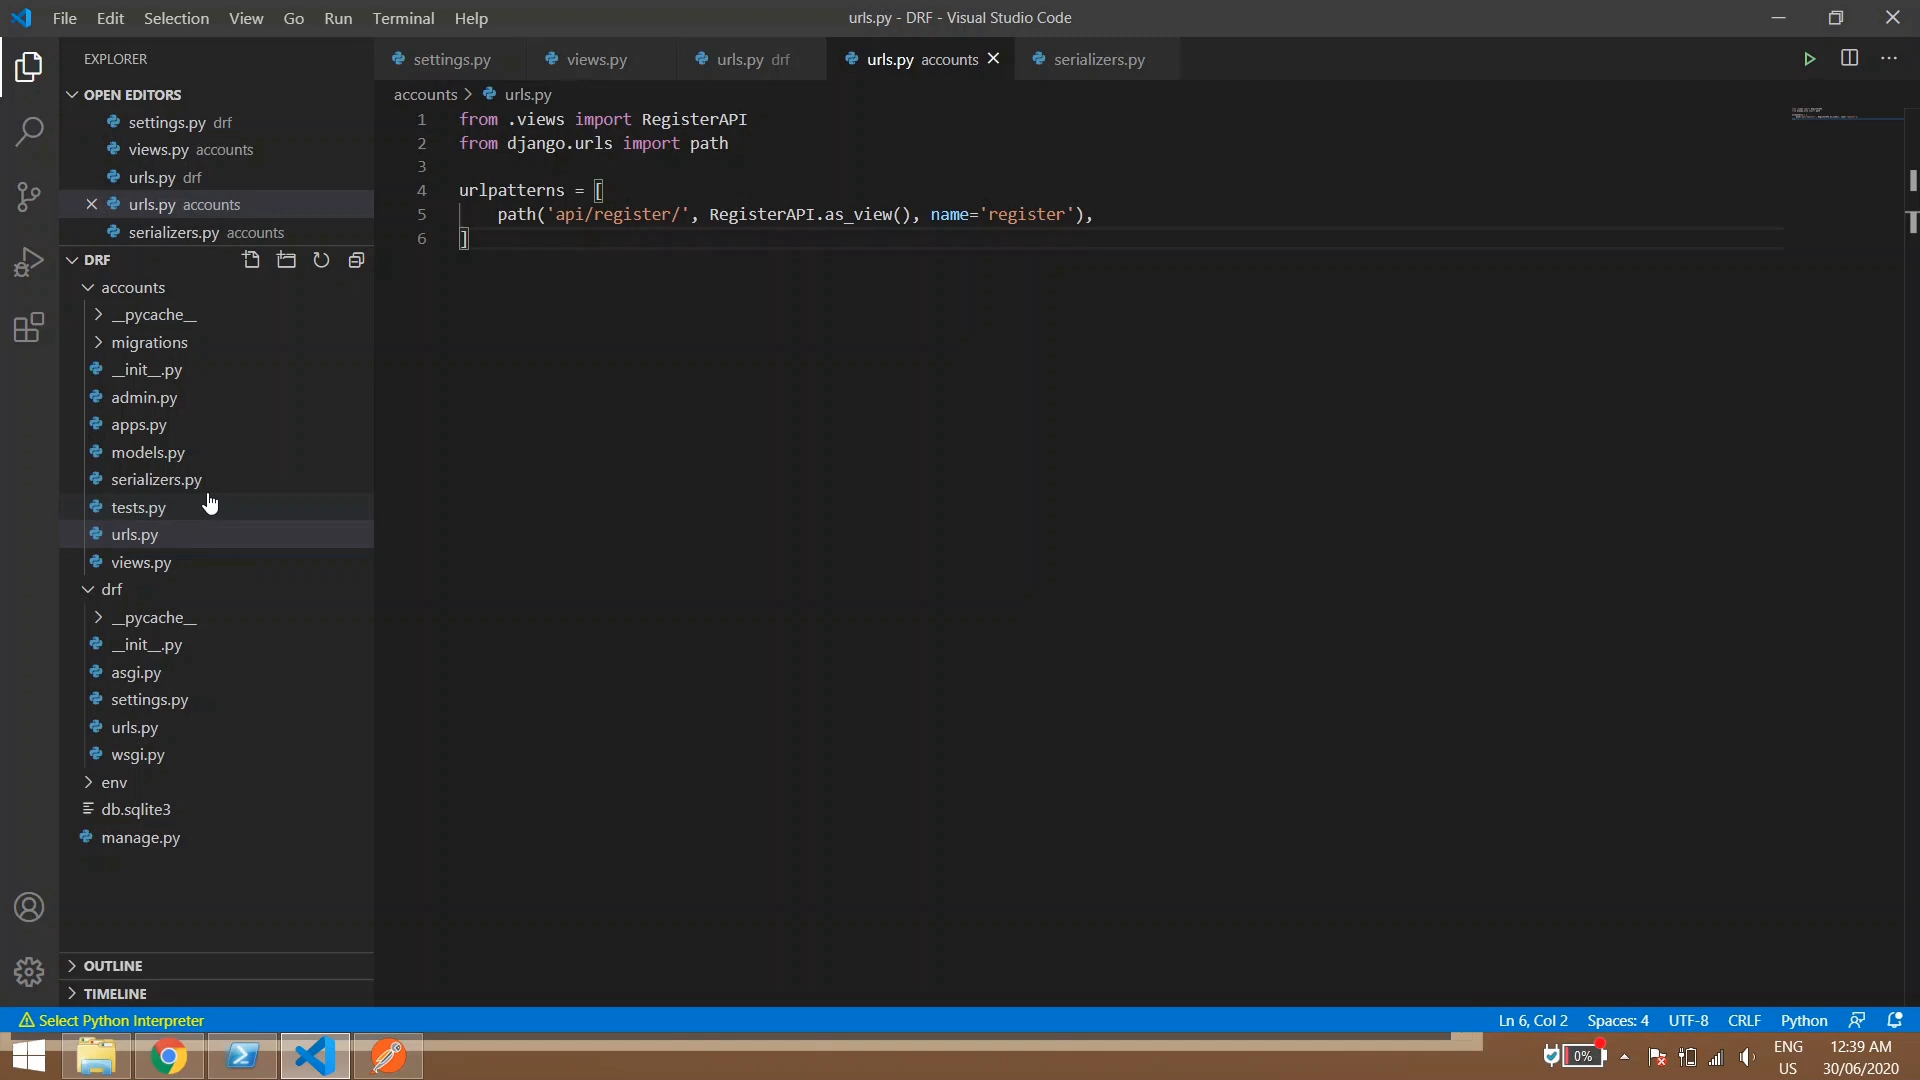 File Edit Selection View Go Run Terminal Help
urls.py - DRF - Visual Studio Code
EXPLORER
OPEN EDITORS
settings.py drf
views.py accounts
urls.py drf
urls.py accounts
serializers.py accounts
DRF
accounts
__pycache__
migrations
__init__.py
admin.py
apps.py
models.py
serializers.py
tests.py
urls.py
views.py
drf
__pycache__
__init__.py
asgi.py
settings.py
urls.py
wsgi.py
env
db.sqlite3
manage.py
OUTLINE
TIMELINE
settings.py views.py urls.py drf urls.py accounts serializers.py
accounts > urls.py
1 from .views import RegisterAPI
2 from django.urls import path
3
4 urlpatterns = [
5 path('api/register/', RegisterAPI.as_view(), name='register'),
6 ]
Select Python Interpreter
Ln 6, Col 2 Spaces: 4 UTF-8 CRLF Python
0%
ENG
US
12:39 AM
30/06/2020